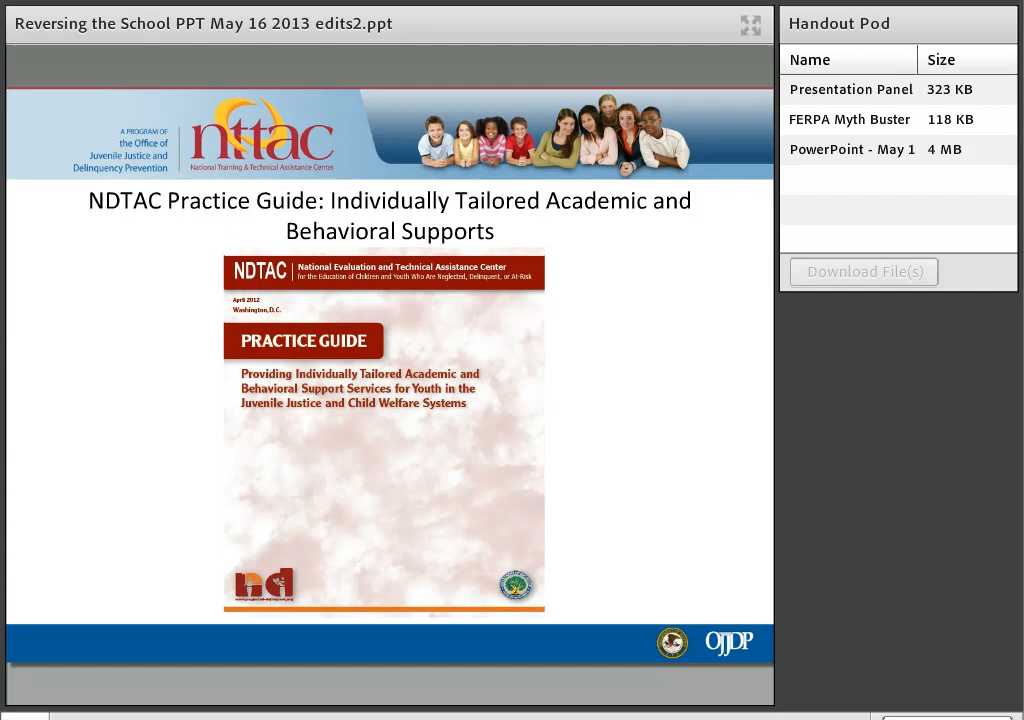 Reversing the School PPT May 16 2013 edits2.ppt
A PROGRAM OF
the Office of
Juvenile Justice and
Delinquency Prevention
nttac
National Training & Technical Assistance Center
NDTAC Practice Guide: Individually Tailored Academic and
Behavioral Supports
NDTAC National Evaluation and Technical Assistance Center
for the Education of Children and Youth Who Are Neglected, Delinquent, or At-Risk
April 2012
Washington, D.C.
PRACTICE GUIDE
Providing Individually Tailored Academic and
Behavioral Support Services for Youth in the
Juvenile Justice and Child Welfare Systems
nd
www.neglected-delinquent.org
OJJDP
Handout Pod
Name Size
Presentation Panel 323 KB
FERPA Myth Buster 118 KB
PowerPoint - May 1 4 MB
Download File(s)